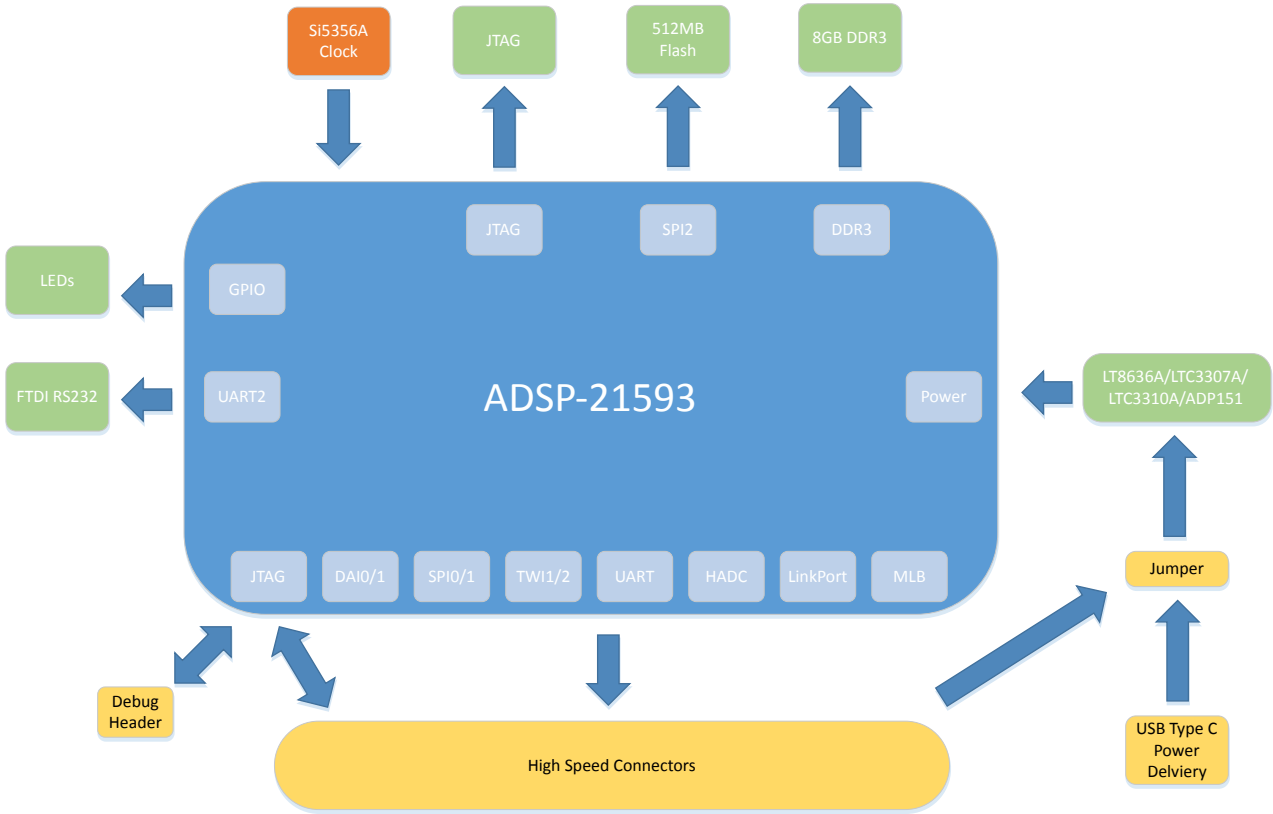 Si5356A
Clock
JTAG
512MB
Flash
8GB DDR3
JTAG
SPI2
DDR3
LEDs
GPIO
FTDI RS232
UART2
ADSP-21593
Power
LT8636A/LTC3307A/
LTC3310A/ADP151
JTAG
DAI0/1
SPI0/1
TWI1/2
UART
HADC
LinkPort
MLB
Jumper
Debug
Header
High Speed Connectors
USB Type C
Power
Delviery